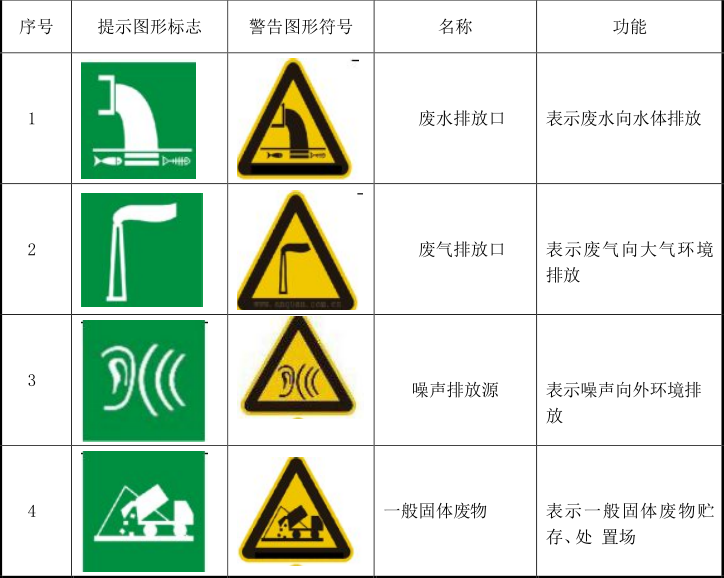 序号 提示图形标志 警告图形符号 名称 功能
1 废水排放口 表示废水向水体排放
2 废气排放口 表示废气向大气环境
排放
3 噪声排放源 表示噪声向外环境排
放
4 一般固体废物 表示一般固体废物贮
存、处 置场